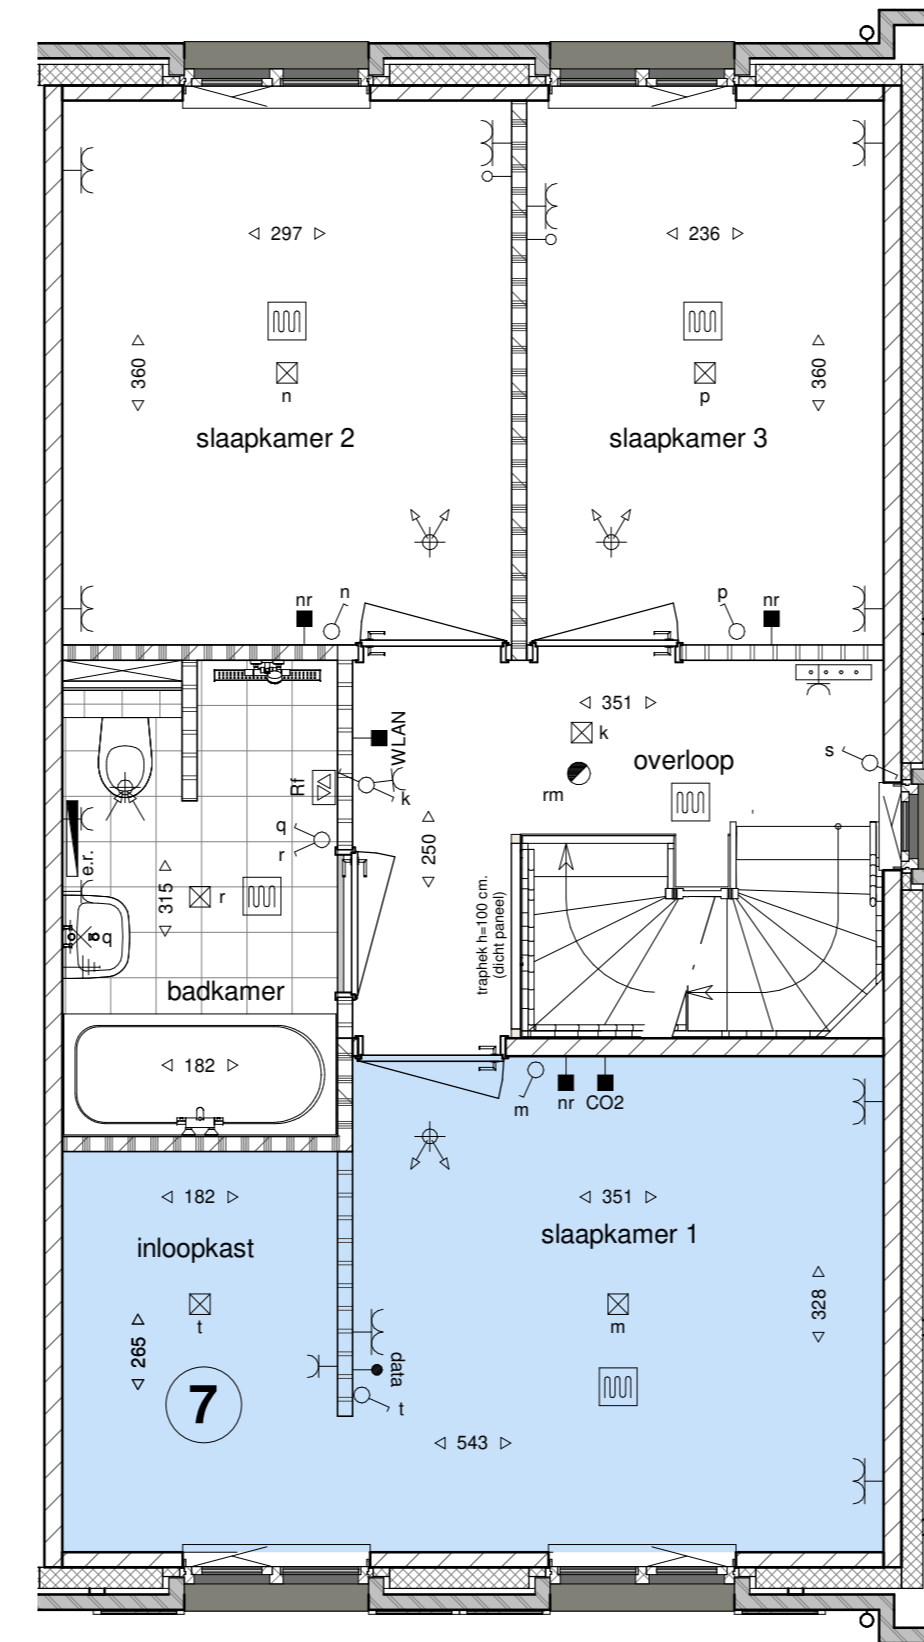 297
236
360
360
n
p
slaapkamer 2
slaapkamer 3
nr
n
p
nr
351
WLAN
k
s
overloop
Rf
k
rm
q
r
250
e.r.
315
r
q
traphek h=100 cm.
(dicht paneel)
badkamer
182
m
nr
CO2
182
351
inloopkast
slaapkamer 1
t
m
265
328
data
7
t
543